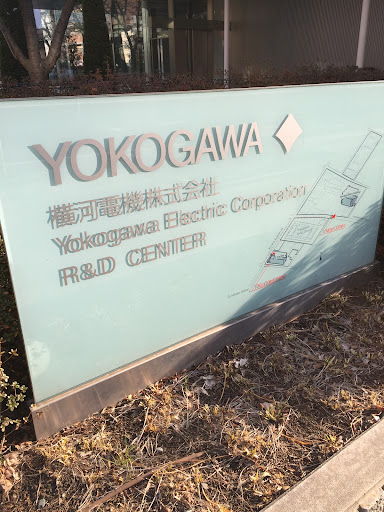 YOKOGAWA
横河電機株式会社
Yokogawa Electric Corporation
R&D CENTER